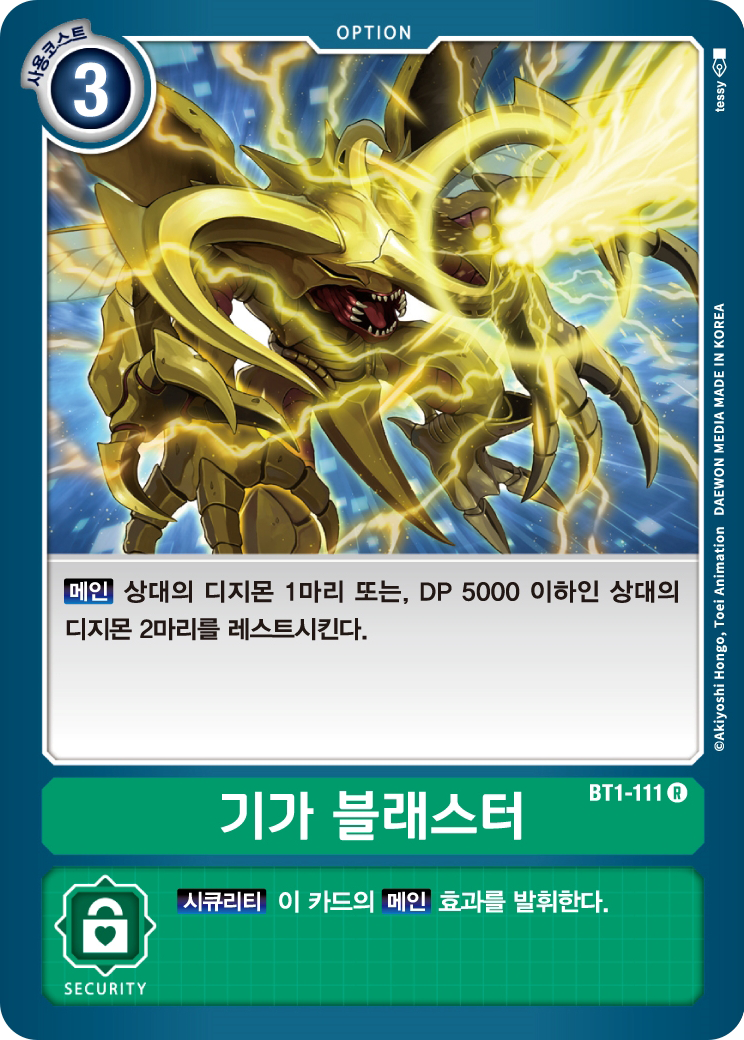 OPTION
사용코스트
3
tessy
메인 상대의 디지몬 1마리 또는, DP 5000 이하인 상대의
디지몬 2마리를 레스트시킨다.
©Akiyoshi Hongo, Toei Animation DAEWON MEDIA MADE IN KOREA
BT1-111 R
기가 블래스터
시큐리티 이 카드의 메인 효과를 발휘한다.
SECURITY